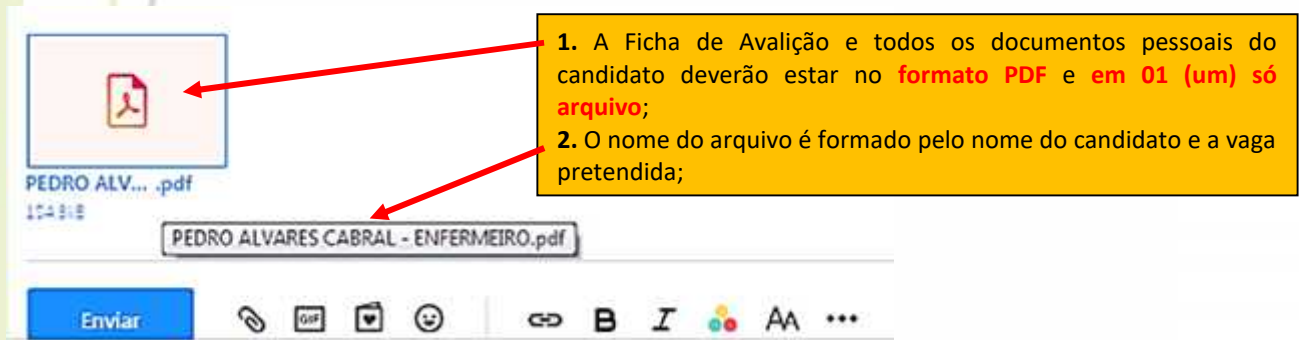 1. A Ficha de Avalição e todos os documentos pessoais do
candidato deverão estar no formato PDF e em 01 (um) só
arquivo;
2. O nome do arquivo é formado pelo nome do candidato e a vaga
pretendida;
PEDRO ALV... .pdf
PEDRO ALVARES CABRAL - ENFERMEIRO.pdf
Enviar GIF B I AA •••